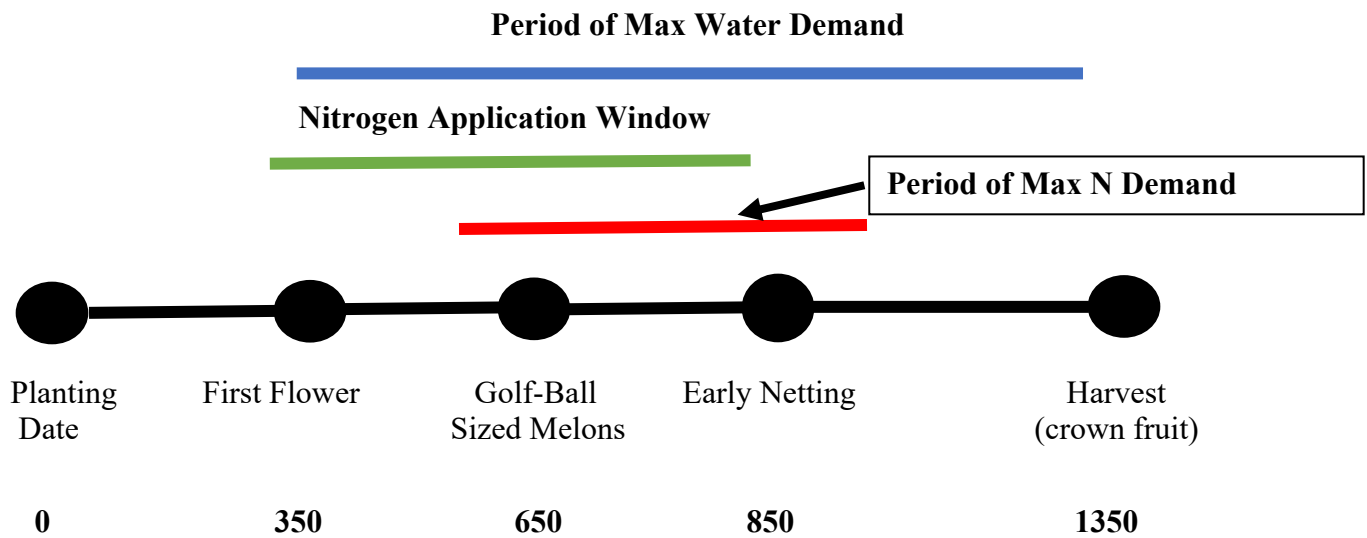 Period of Max Water Demand
Nitrogen Application Window
Period of Max N Demand
Planting
Date
First Flower
Golf-Ball
Sized Melons
Early Netting
Harvest
(crown fruit)
0
350
650
850
1350